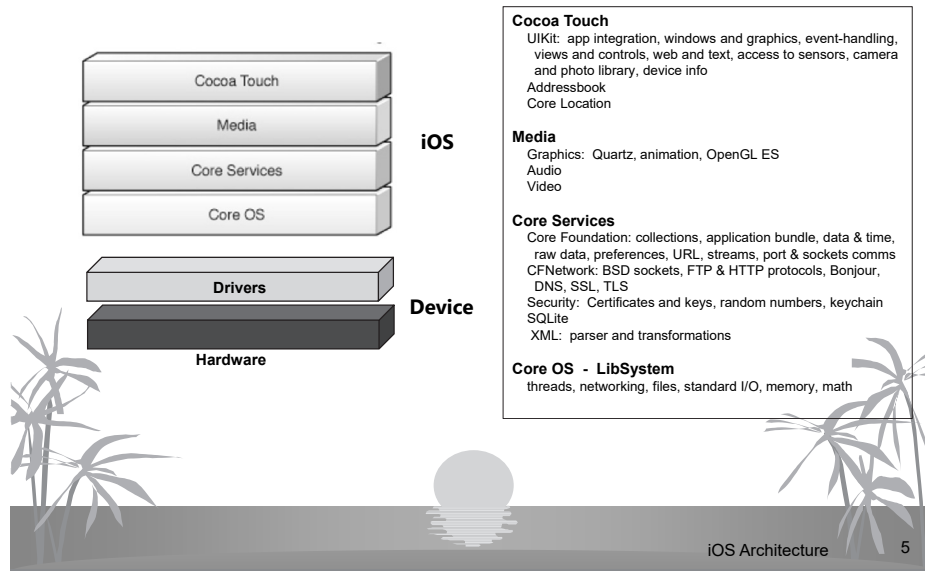 Cocoa Touch
Media
Core Services
Core OS
iOS
Drivers
Device
Hardware
Cocoa Touch
UIKit: app integration, windows and graphics, event-handling,
views and controls, web and text, access to sensors, camera
and photo library, device info
Addressbook
Core Location
Media
Graphics: Quartz, animation, OpenGL ES
Audio
Video
Core Services
Core Foundation: collections, application bundle, data & time,
raw data, preferences, URL, streams, port & sockets comms
CFNetwork: BSD sockets, FTP & HTTP protocols, Bonjour,
DNS, SSL, TLS
Security: Certificates and keys, random numbers, keychain
SQLite
XML: parser and transformations
Core OS - LibSystem
threads, networking, files, standard I/O, memory, math
iOS Architecture 5